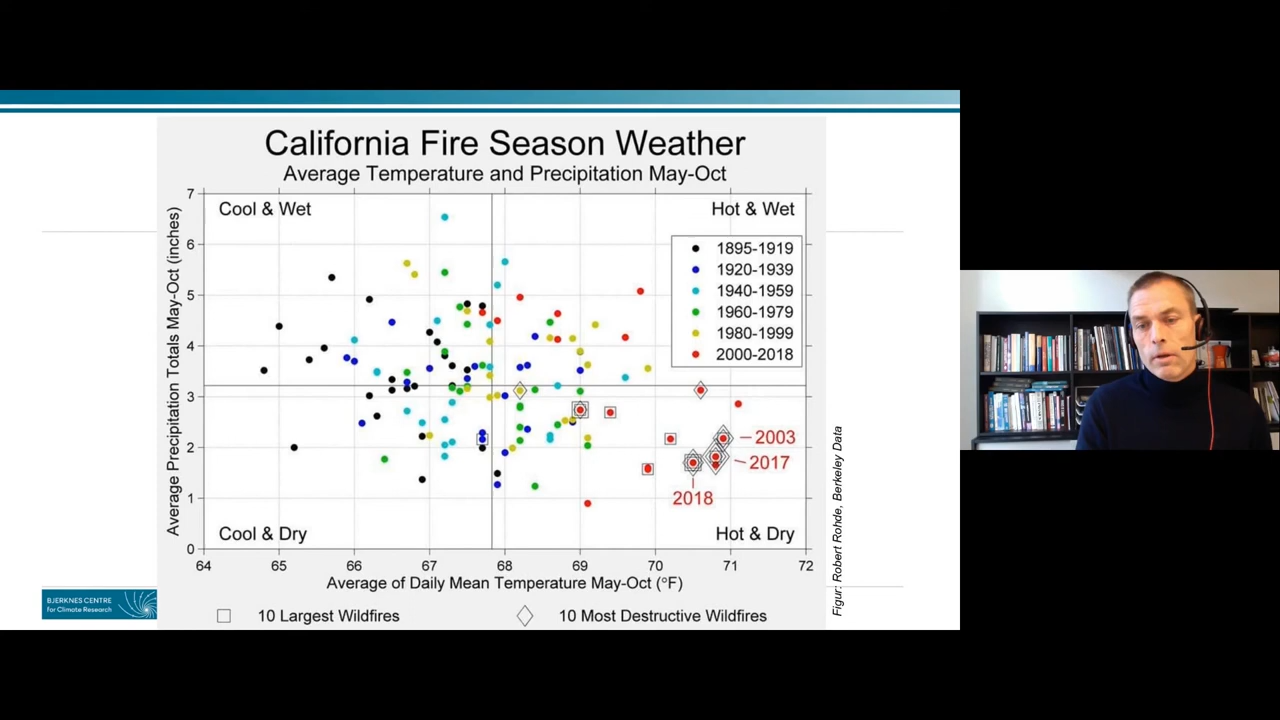 California Fire Season Weather
Average Temperature and Precipitation May-Oct
Average Precipitation Totals May-Oct (inches)
7
6
5
4
3
2
1
0
Cool & Wet
Hot & Wet
1895-1919
1920-1939
1940-1959
1960-1979
1980-1999
2000-2018
2003
2017
2018
Cool & Dry
Hot & Dry
64
65
66
67
68
69
70
71
72
Average of Daily Mean Temperature May-Oct (°F)
10 Largest Wildfires
10 Most Destructive Wildfires
Figur: Robert Rohde, Berkeley Data
BJERKNES CENTRE
for Climate Research